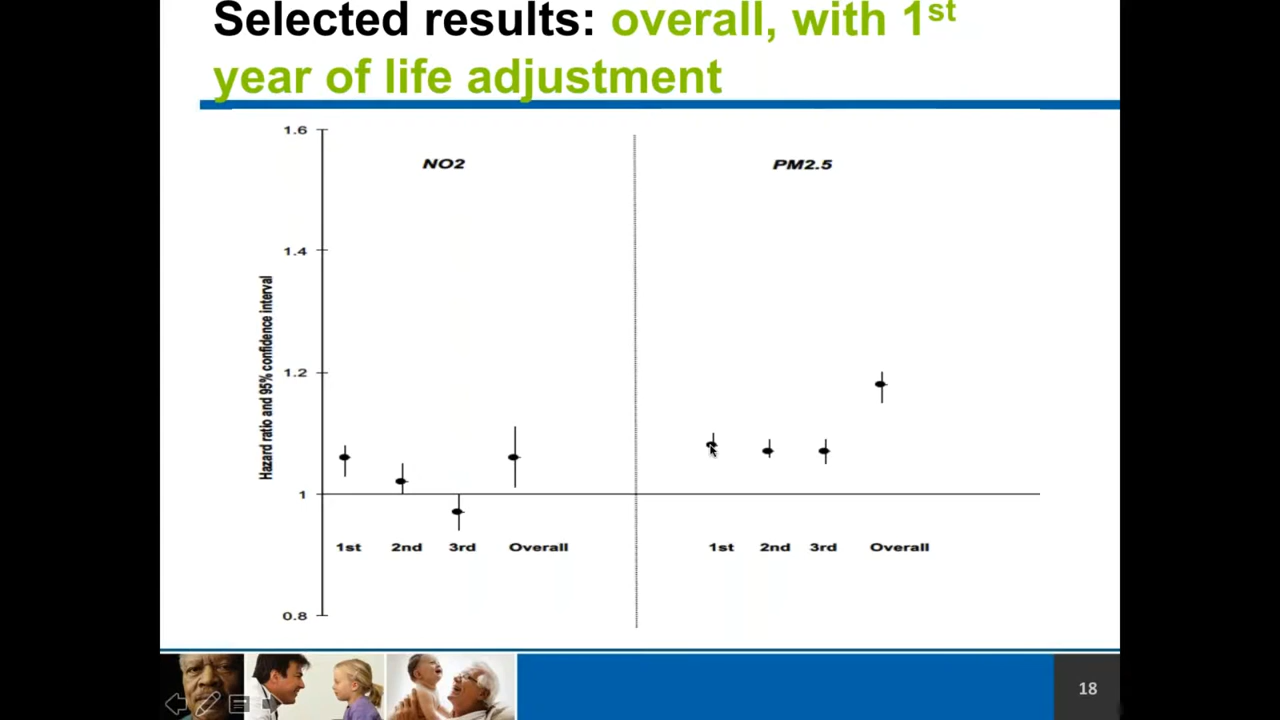 Selected results: overall, with 1st
year of life adjustment
1.6
NO2
PM2.5
1.4
Hazard ratio and 95% confidence interval
1.2
1
1st 2nd 3rd Overall
1st 2nd 3rd Overall
0.8
18